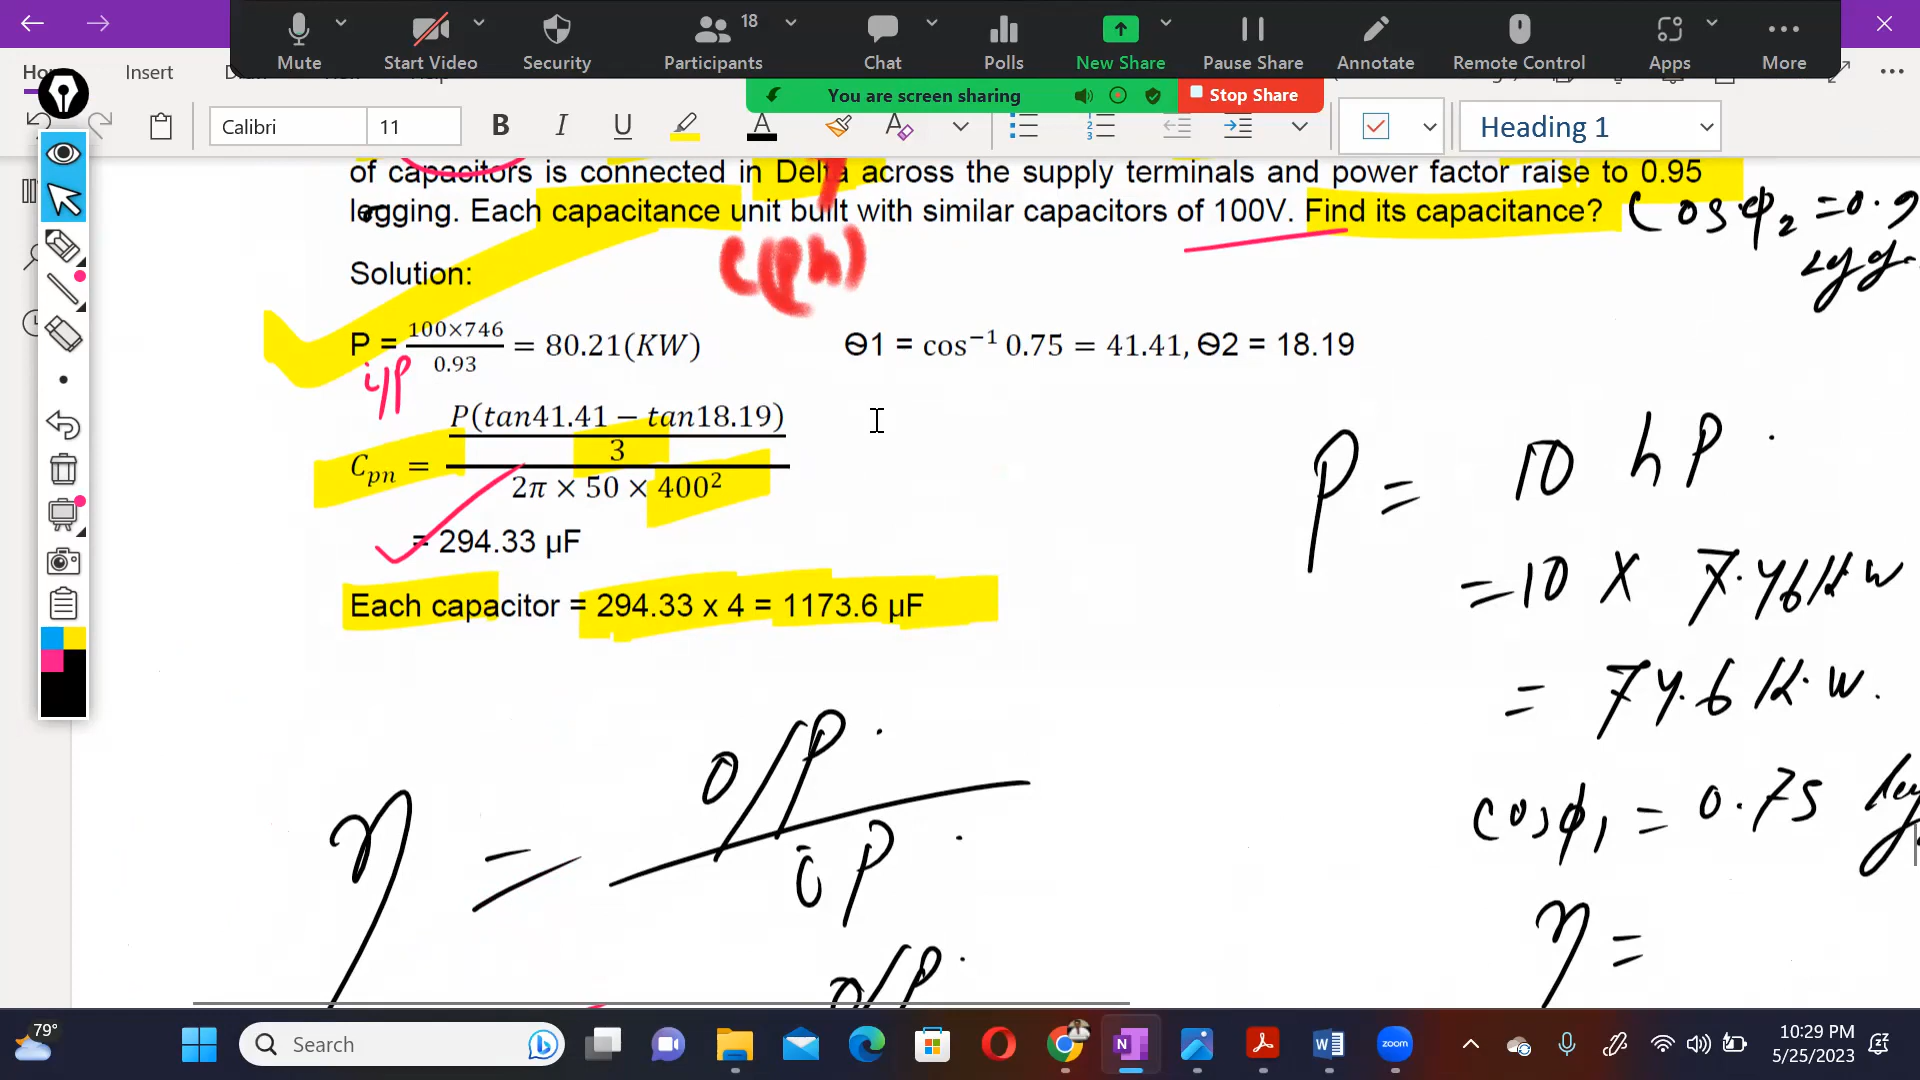 Mute
Start Video
Security
18
Participants
Chat
Polls
New Share
Pause Share
Annotate
Remote Control
Apps
More
You are screen sharing
Stop Share
Insert
Calibri
11
B I U A
Heading 1
of capacitors is connected in Delta across the supply terminals and power factor raise to 0.95
legging. Each capacitance unit built with similar capacitors of 100V. Find its capacitance?
Cosφ₂ = 0.9
C(ph)
Solution:
P = 100×746 / 0.93 = 80.21(KW)
Θ1 = cos⁻¹ 0.75 = 41.41, Θ2 = 18.19
i/p
P(tan41.41 − tan18.19)
3
Cpn =
2π × 50 × 400²
= 294.33 µF
Each capacitor = 294.33 x 4 = 1173.6 µF
P = 10 hP
= 10 X 7.46 k.w
= 74.6 k.w.
cosφ₁ = 0.75
η = O/P
iP
O/P
η =
79°
Search
zoom
10:29 PM
5/25/2023